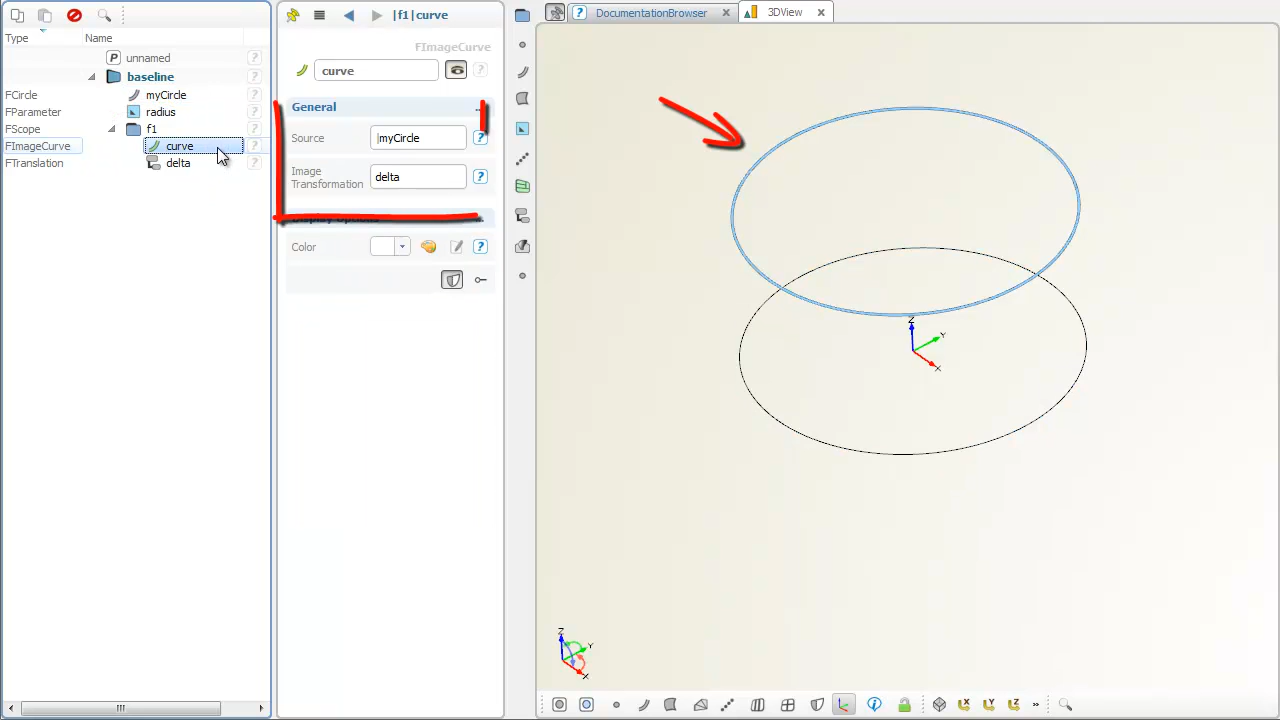 |f1|curve
DocumentationBrowser
3DView
Type
Name
FImageCurve
unnamed
curve
baseline
FCircle
myCircle
General
FParameter
radius
FScope
f1
Source
|myCircle
curve
FTranslation
delta
Image
Transformation
delta
Color
Z
Y
X
Z
Y
X
X
Y
Z